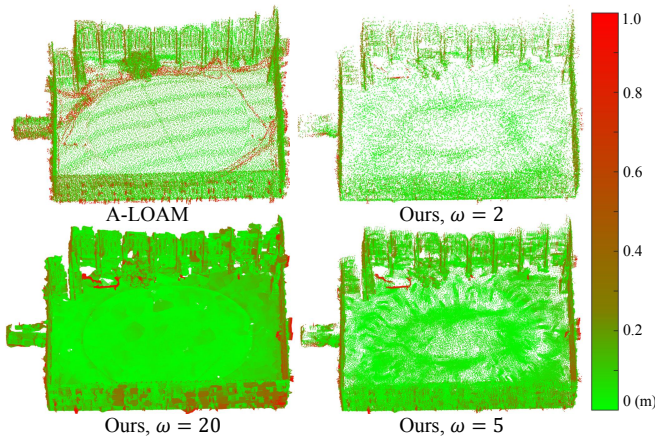 A-LOAM
Ours, ω = 2
Ours, ω = 20
Ours, ω = 5
1.0
0.8
0.6
0.4
0.2
0 (m)